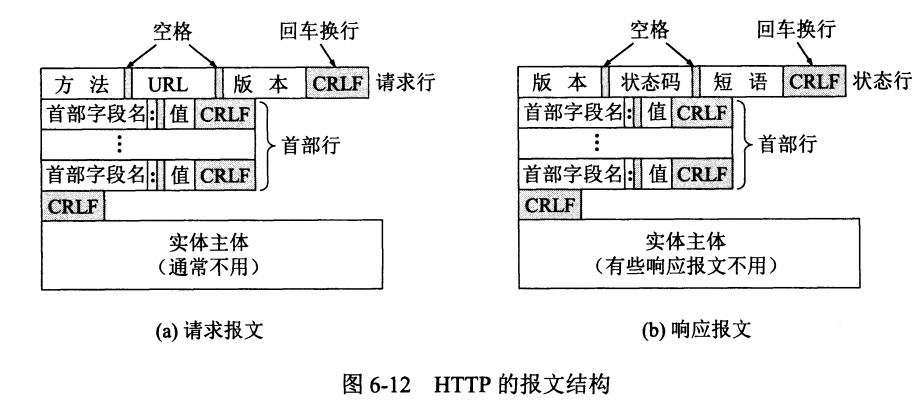 空格 回车换行
方 法 URL 版 本 CRLF 请求行
首部字段名: 值 CRLF
⋮
首部字段名: 值 CRLF
首部行
CRLF
实体主体
（通常不用）
(a) 请求报文
空格 回车换行
版 本 状态码 短 语 CRLF 状态行
首部字段名: 值 CRLF
⋮
首部字段名: 值 CRLF
首部行
CRLF
实体主体
（有些响应报文不用）
(b) 响应报文
图 6-12 HTTP 的报文结构